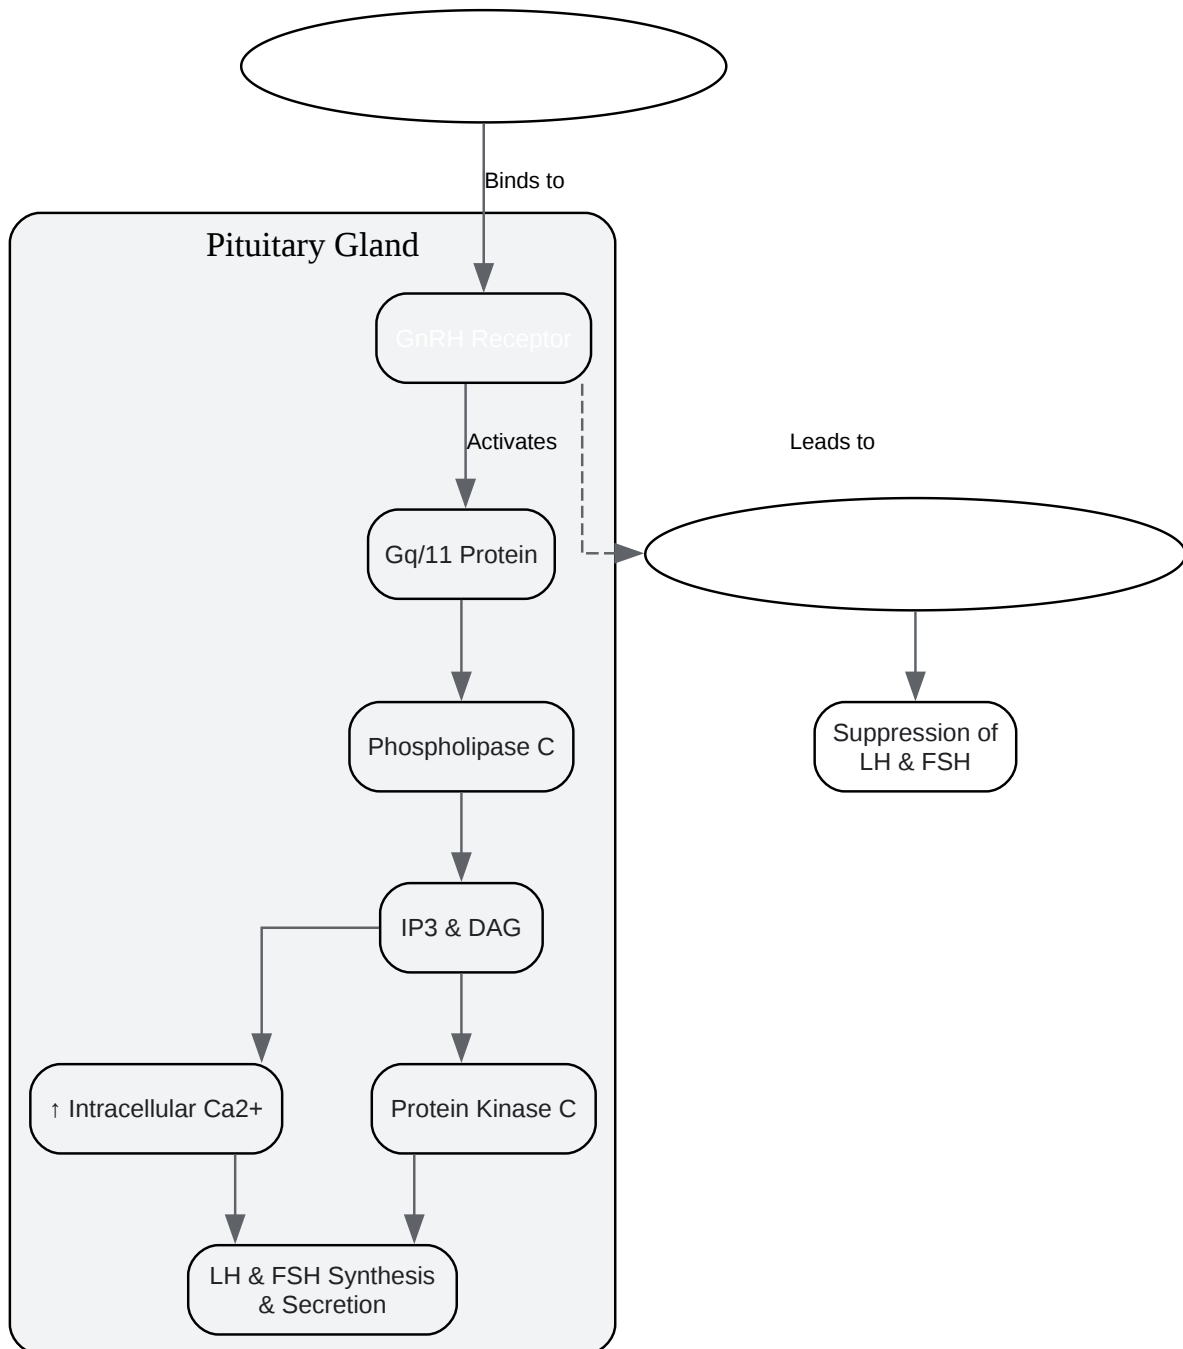 Binds to
Pituitary Gland
GnRH Receptor
Activates
Leads to
Gq/11 Protein
Phospholipase C
Suppression of
LH & FSH
IP3 & DAG
↑ Intracellular Ca2+
Protein Kinase C
LH & FSH Synthesis
& Secretion